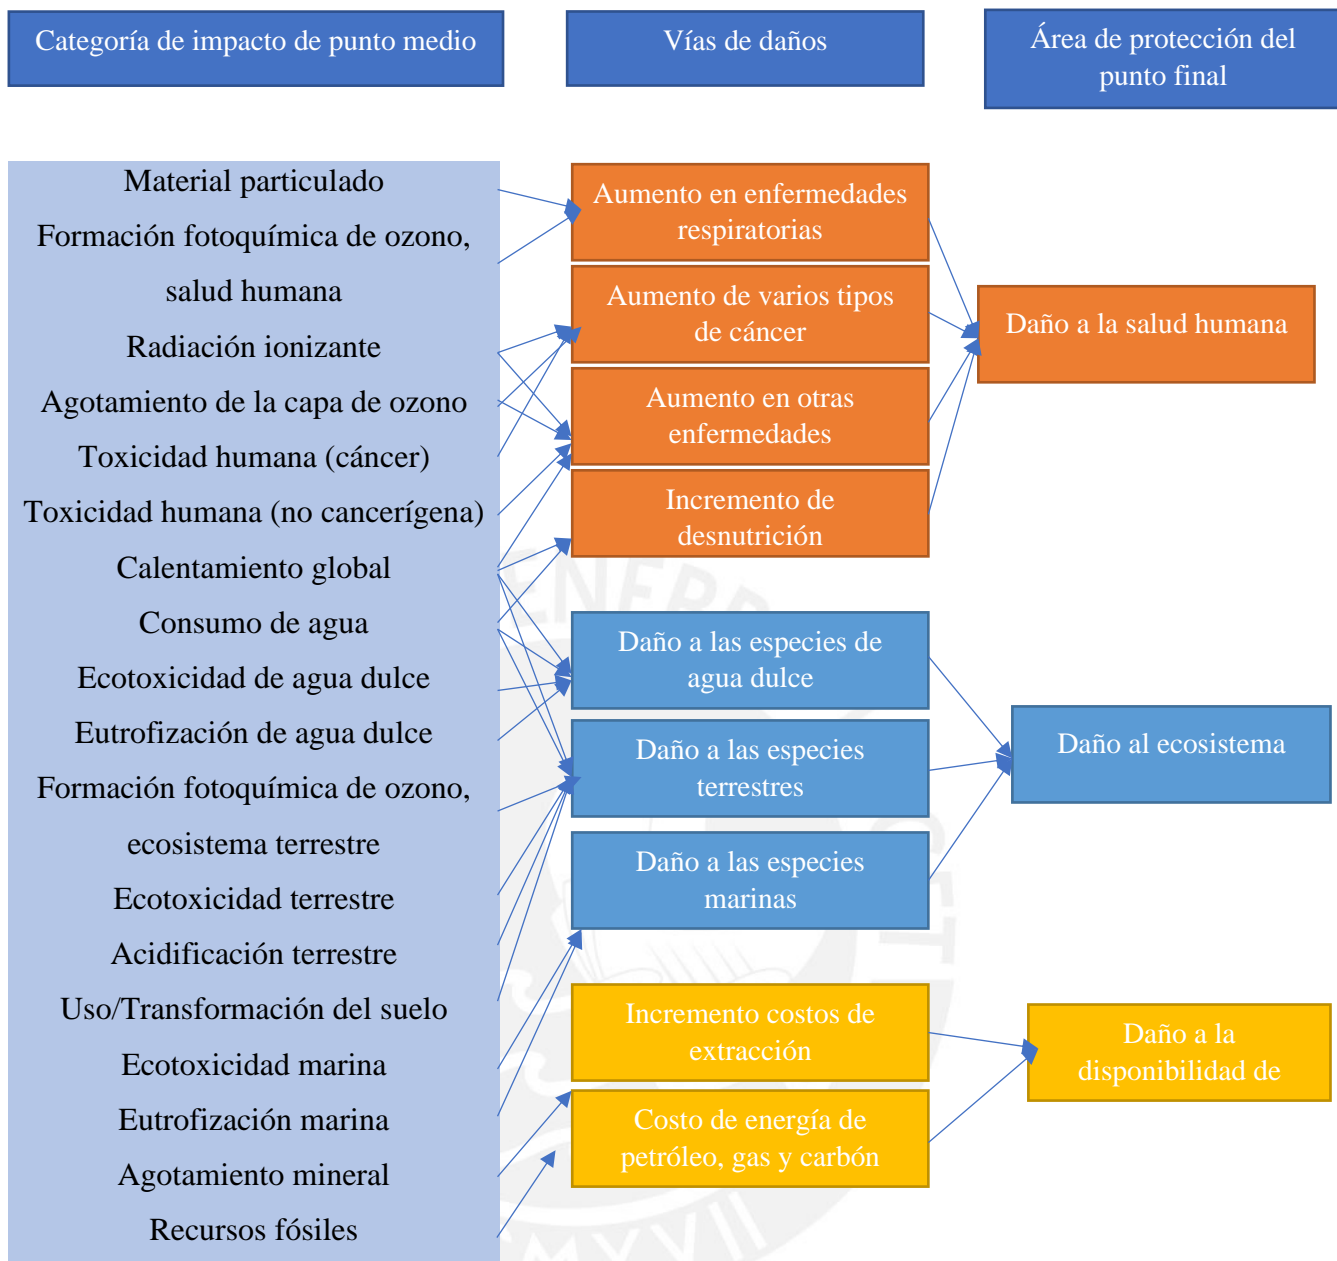 Categoría de impacto de punto medio
Vías de daños
Área de protección del
punto final
Material particulado
Formación fotoquímica de ozono,
salud humana
Radiación ionizante
Agotamiento de la capa de ozono
Toxicidad humana (cáncer)
Toxicidad humana (no cancerígena)
Calentamiento global
Consumo de agua
Ecotoxicidad de agua dulce
Eutrofización de agua dulce
Formación fotoquímica de ozono,
ecosistema terrestre
Ecotoxicidad terrestre
Acidificación terrestre
Uso/Transformación del suelo
Ecotoxicidad marina
Eutrofización marina
Agotamiento mineral
Recursos fósiles
Aumento en enfermedades
respiratorias
Aumento de varios tipos
de cáncer
Aumento en otras
enfermedades
Incremento de
desnutrición
Daño a las especies de
agua dulce
Daño a las especies
terrestres
Daño a las especies
marinas
Incremento costos de
extracción
Costo de energía de
petróleo, gas y carbón
Daño a la salud humana
Daño al ecosistema
Daño a la
disponibilidad de